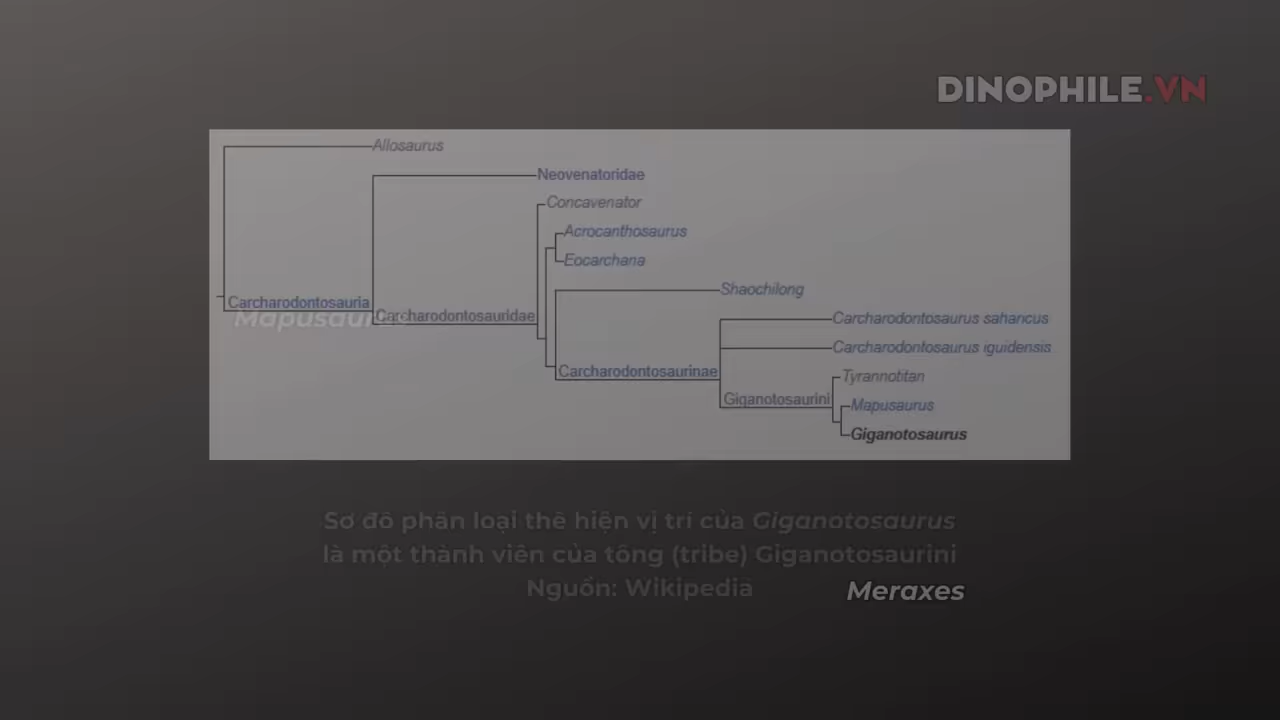 DINOPHILE.VN
Allosaurus
Neovenatoridae
Concavenator
Acrocanthosaurus
Eocarcharia
Shaochilong
Carcharodontosauria
Mapusaurus
Carcharodontosauridae
Carcharodontosaurus saharicus
Carcharodontosaurus iguidensis
Carcharodontosaurinae
Tyrannotitan
Giganotosaurini
Mapusaurus
Giganotosaurus
Sơ đồ phân loại thể hiện vị trí của Giganotosaurus
là một thành viên của tông (tribe) Giganotosaurini
Nguồn: Wikipedia
Meraxes